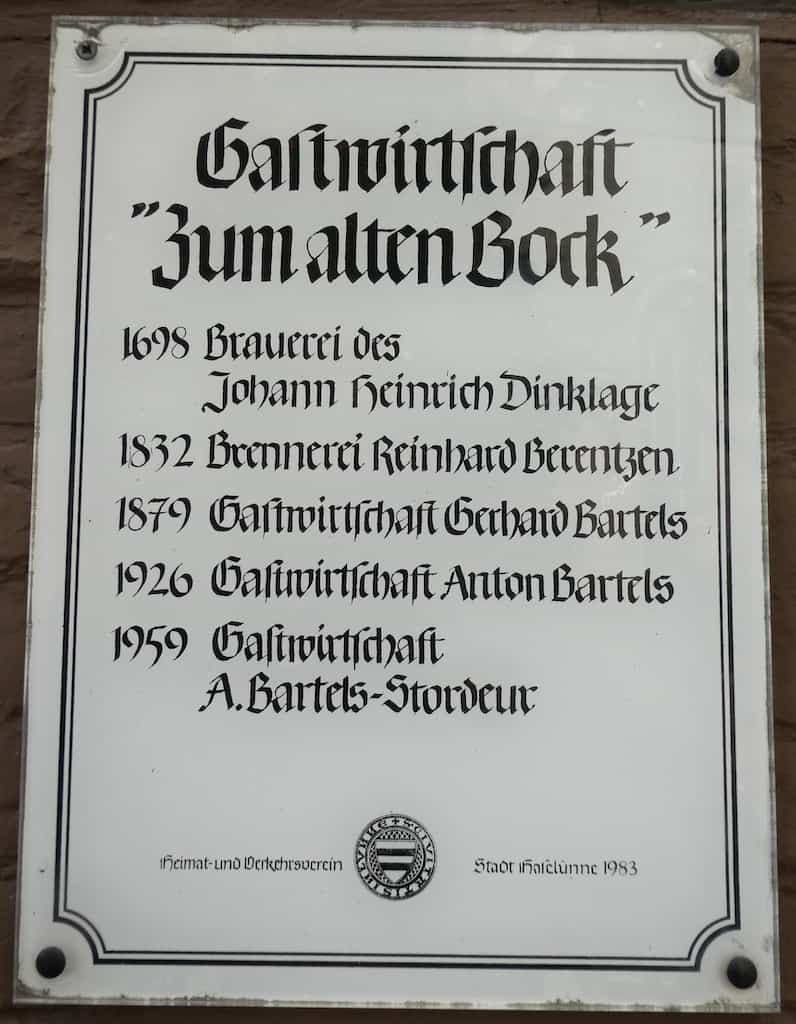 Gastwirtschaft
"Zum alten Bock"
1698 Brauerei des
Johann Heinrich Dinklage
1832 Brennerei Reinhard Berentzen
1879 Gastwirtschaft Gerhard Bartels
1926 Gastwirtschaft Anton Bartels
1959 Gastwirtschaft
A. Bartels-Stordeur
Heimat- und Verkehrsverein
Stadt Haselünne 1983